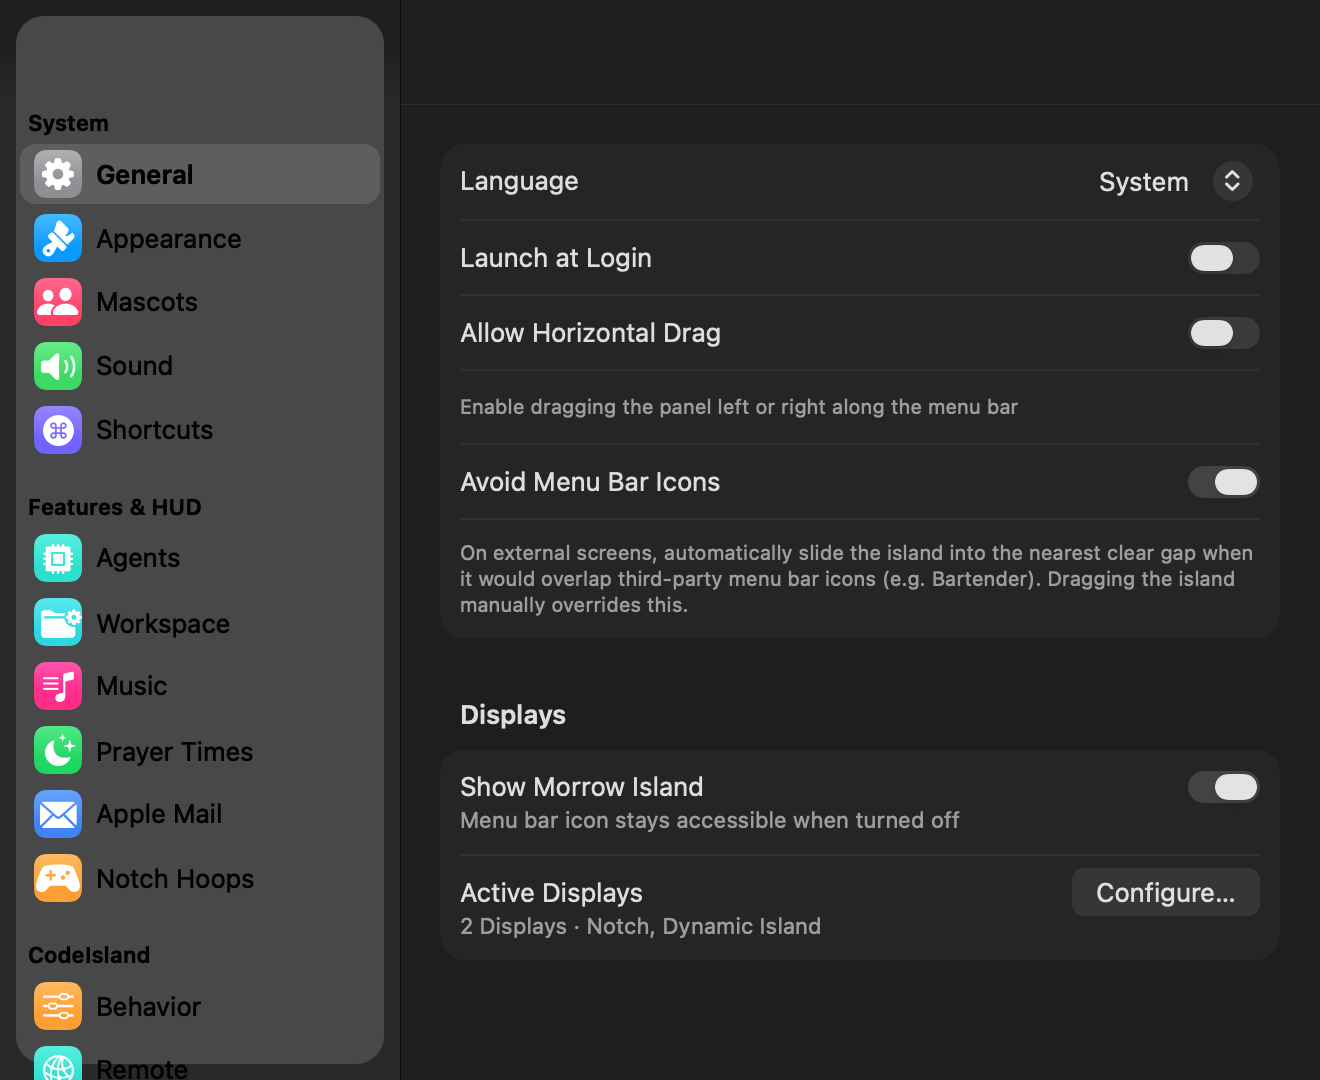 System
General
Appearance
Mascots
Sound
Shortcuts
Features & HUD
Agents
Workspace
Music
Prayer Times
Apple Mail
Notch Hoops
CodeIsland
Behavior
Remote
Language
System
Launch at Login
Allow Horizontal Drag
Enable dragging the panel left or right along the menu bar
Avoid Menu Bar Icons
On external screens, automatically slide the island into the nearest clear gap when
it would overlap third-party menu bar icons (e.g. Bartender). Dragging the island
manually overrides this.
Displays
Show Morrow Island
Menu bar icon stays accessible when turned off
Active Displays
Configure...
2 Displays · Notch, Dynamic Island